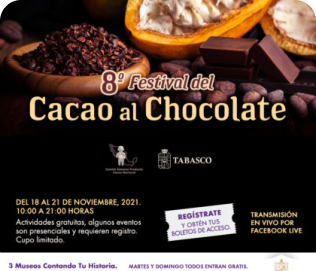 8º Festival del
Cacao al Chocolate
TABASCO
DEL 18 AL 21 DE NOVIEMBRE, 2021.
10:00 A 21:00 HORAS
Actividades gratuitas, algunos eventos
son presenciales y requieren registro.
Cupo limitado.
REGÍSTRATE
Y OBTÉN TUS
BOLETOS DE ACCESO.
TRANSMISIÓN
EN VIVO POR
FACEBOOK LIVE
3 Museos Contando Tu Historia.
MARTES Y DOMINGO TODOS ENTRAN GRATIS.